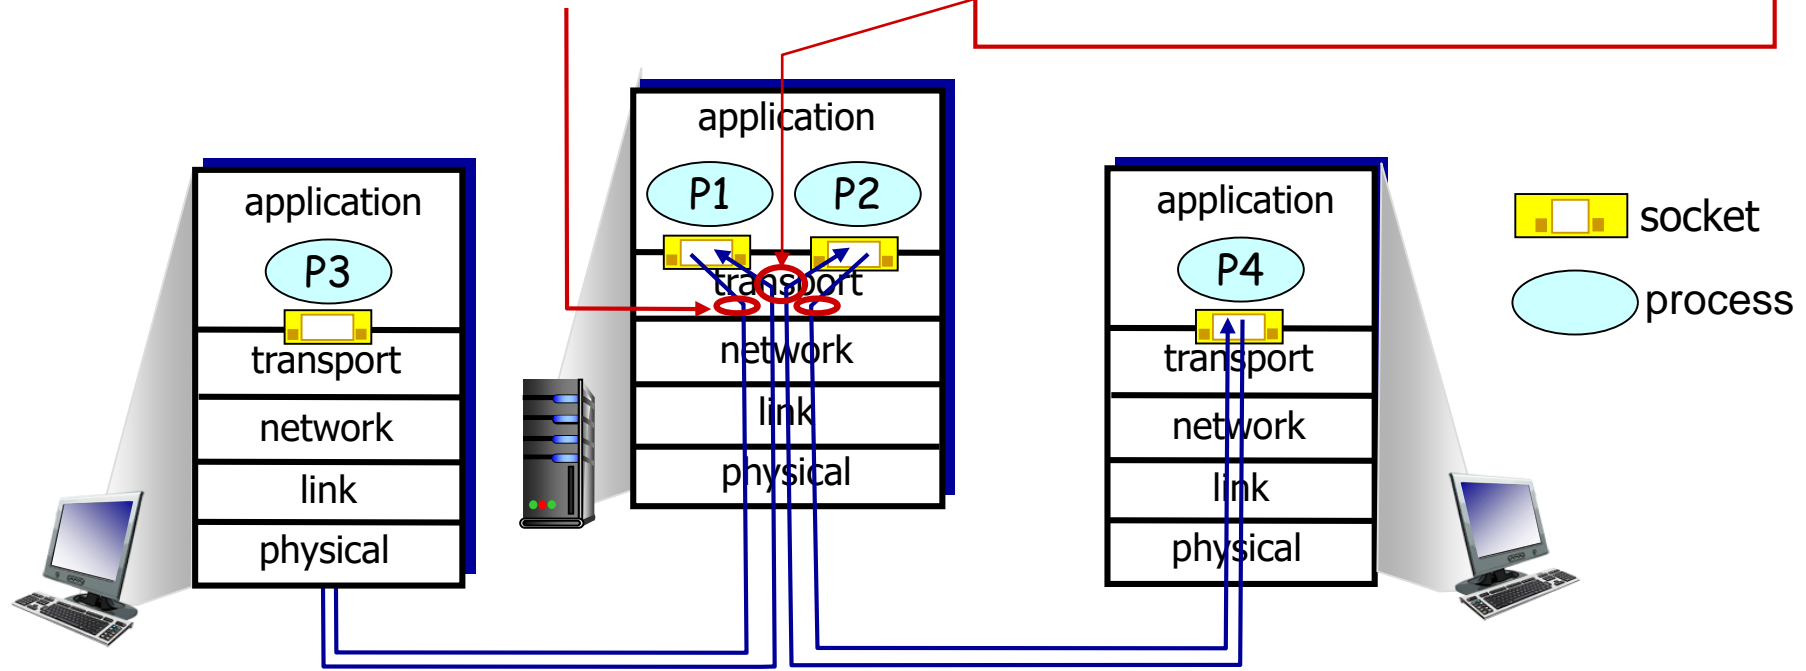 application
P1
P2
transport
network
link
physical
application
P3
transport
network
link
physical
application
P4
transport
network
link
physical
socket
process